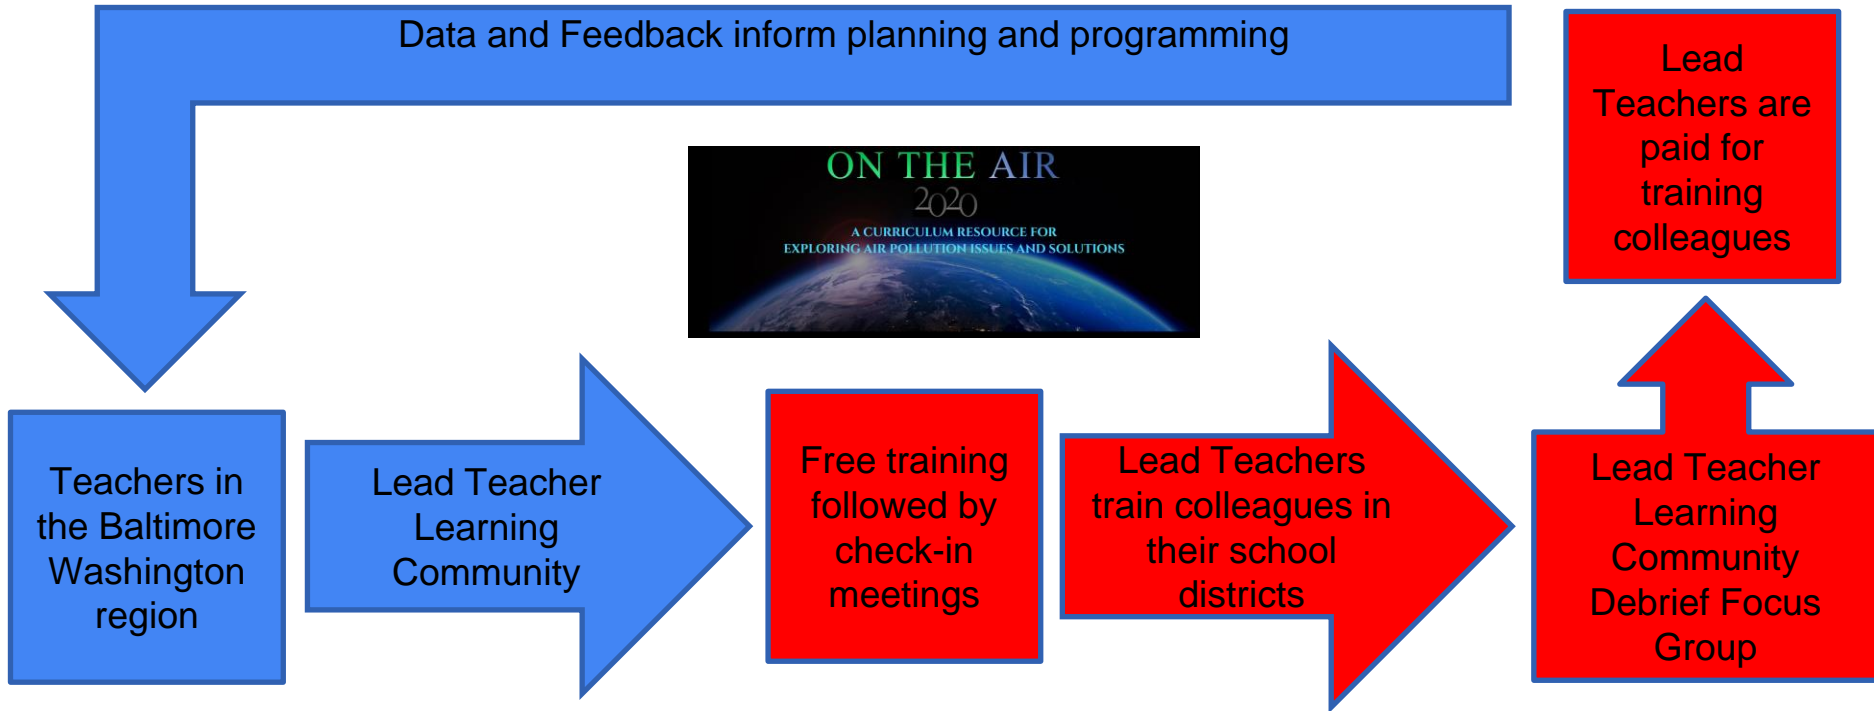 Data and Feedback inform planning and programming
ON THE AIR
2020
A CURRICULUM RESOURCE FOR
EXPLORING AIR POLLUTION ISSUES AND SOLUTIONS
Lead
Teachers are
paid for
training
colleagues
Teachers in
the Baltimore
Washington
region
Lead Teacher
Learning
Community
Free training
followed by
check-in
meetings
Lead Teachers
train colleagues in
their school
districts
Lead Teacher
Learning
Community
Debrief Focus
Group